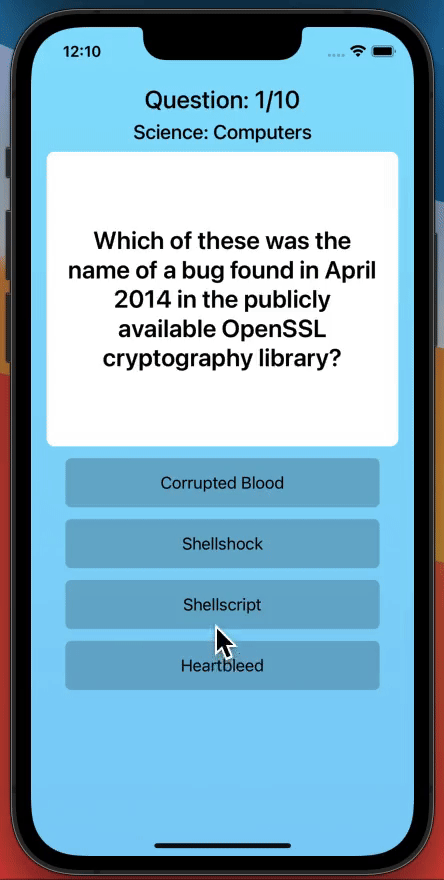 12:10
Question: 1/10
Science: Computers
Which of these was the
name of a bug found in April
2014 in the publicly
available OpenSSL
cryptography library?
Corrupted Blood
Shellshock
Shellscript
Heartbleed